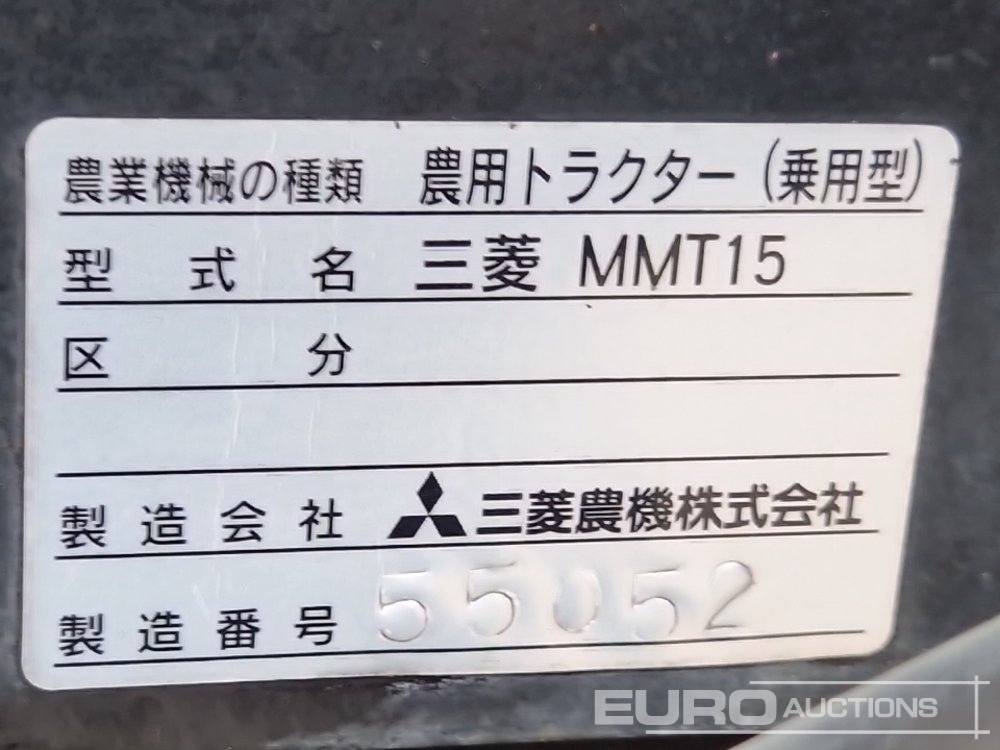 農業機械の種類 農用トラクター(乗用型)
型式名 三菱 MMT15
区分
製造会社 三菱農機株式会社
製造番号 55052
EURO AUCTIONS